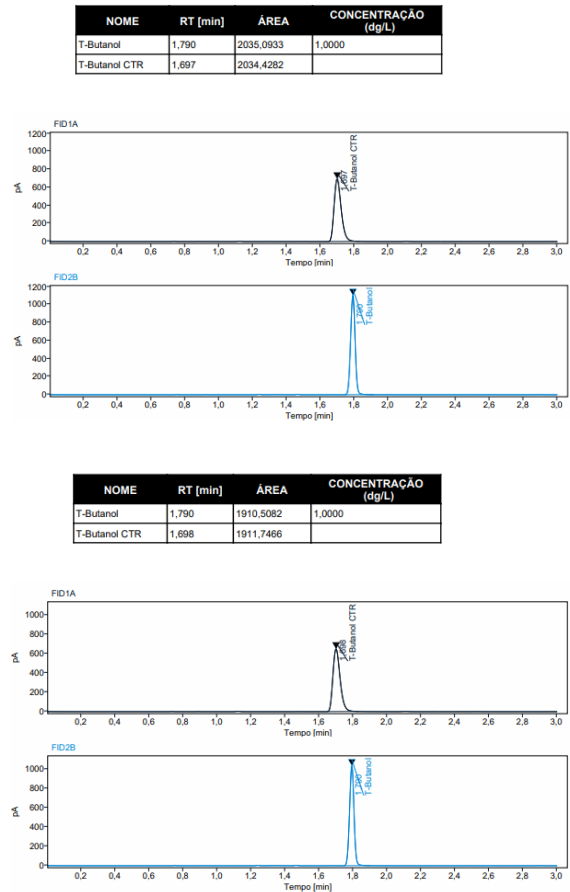 NOME RT [min] ÁREA CONCENTRAÇÃO (dg/L)
T-Butanol 1,790 2035,0933 1,0000
T-Butanol CTR 1,697 2034,4282
FID1A
T-Butanol CTR
1,697
pA
1200
1000
800
600
400
200
0
0,2 0,4 0,6 0,8 1,0 1,2 1,4 1,6 1,8 2,0 2,2 2,4 2,6 2,8 3,0
Tempo [min]
FID2B
T-Butanol
1,790
pA
1200
1000
800
600
400
200
0
0,2 0,4 0,6 0,8 1,0 1,2 1,4 1,6 1,8 2,0 2,2 2,4 2,6 2,8 3,0
Tempo [min]
NOME RT [min] ÁREA CONCENTRAÇÃO (dg/L)
T-Butanol 1,790 1910,5082 1,0000
T-Butanol CTR 1,698 1911,7466
FID1A
T-Butanol CTR
1,698
pA
1000
800
600
400
200
0
0,2 0,4 0,6 0,8 1,0 1,2 1,4 1,6 1,8 2,0 2,2 2,4 2,6 2,8 3,0
Tempo [min]
FID2B
T-Butanol
1,790
pA
1000
800
600
400
200
0
0,2 0,4 0,6 0,8 1,0 1,2 1,4 1,6 1,8 2,0 2,2 2,4 2,6 2,8 3,0
Tempo [min]